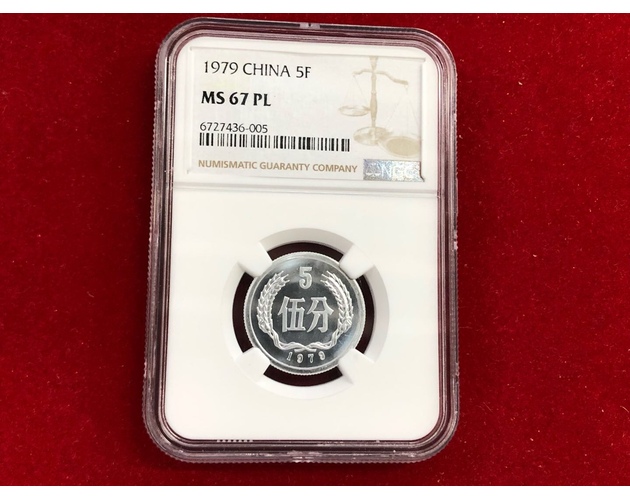 1979 CHINA 5F
MS 67 PL
6727436-005
NUMISMATIC GUARANTY COMPANY
NGC
5
伍分
1979